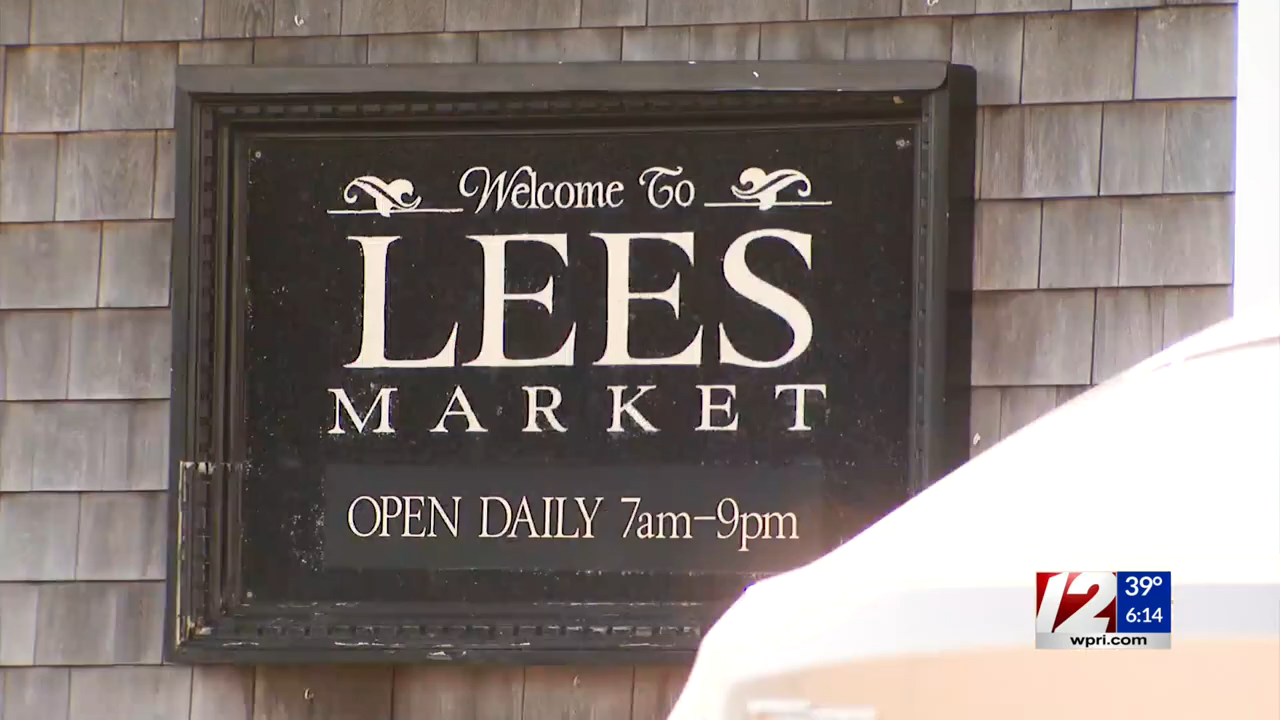 Welcome To
LEES
MARKET
OPEN DAILY 7am-9pm
12
39°
6:14
wpri.com